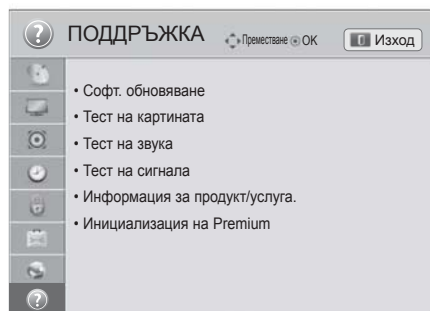 ПОДДРЪЖКА
Преместване OK
Изход
• Софт. обновяване
• Тест на картината
• Тест на звука
• Тест на сигнала
• Информация за продукт/услуга.
• Инициализация на Premium